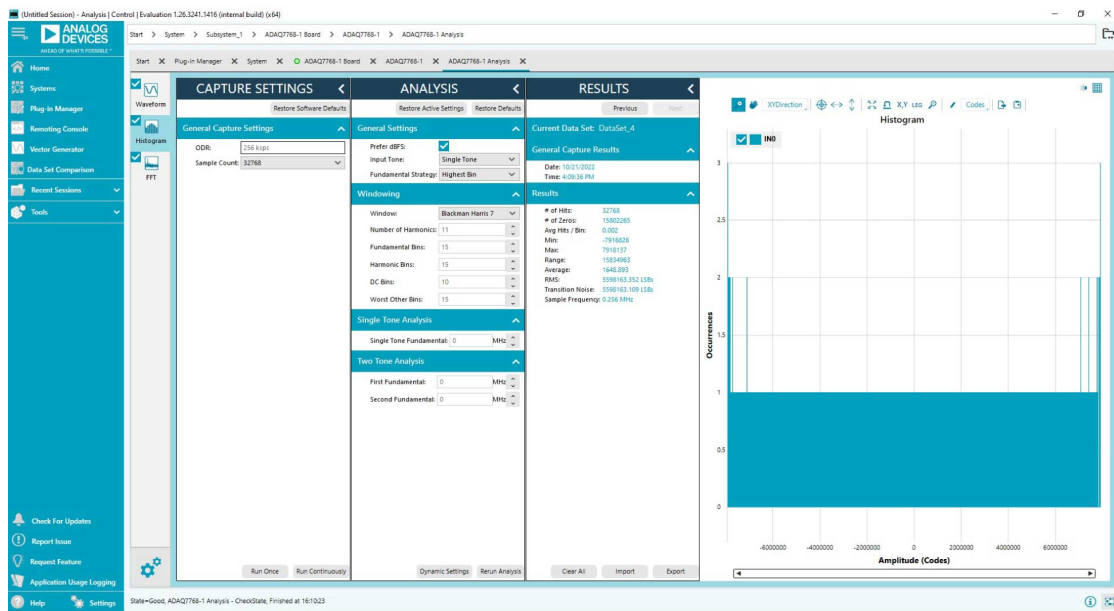 (Untitled Session) - Analysis | Control | Evaluation 1.26.3241.1416 (internal build) (x64)
ANALOG
DEVICES
AHEAD OF WHAT'S POSSIBLE™
Start > System > Subsystem_1 > ADAQ7768-1 Board > ADAQ7768-1 > ADAQ7768-1 Analysis
Start X Plug-in Manager X System X ADAQ7768-1 Board X ADAQ7768-1 X ADAQ7768-1 Analysis X
Home
Systems
Plug-in Manager
Remoting Console
Vector Generator
Data Set Comparison
Recent Sessions
Tools
Check For Updates
Report Issue
Request Feature
Application Usage Logging
Help
Settings
Waveform
Histogram
FFT
CAPTURE SETTINGS
Restore Software Defaults
General Capture Settings
ODR: 256 ksps
Sample Count: 32768
Run Once
Run Continuously
ANALYSIS
Restore Active Settings
Restore Defaults
General Settings
Prefer dBFS:
Input Tone: Single Tone
Fundamental Strategy: Highest Bin
Windowing
Window: Blackman Harris 7
Number of Harmonics: 11
Fundamental Bins: 15
Harmonic Bins: 15
DC Bins: 10
Worst Other Bins: 15
Single Tone Analysis
Single Tone Fundamental: 0 MHz
Two Tone Analysis
First Fundamental: 0 MHz
Second Fundamental: 0 MHz
Dynamic Settings
Rerun Analysis
RESULTS
Previous
Next
Current Data Set: DataSet_4
General Capture Results
Date: 10/21/2022
Time: 4:09:36 PM
Results
# of Hits: 32768
# of Zeros: 15802265
Avg Hits / Bin: 0.002
Min: -7916826
Max: 7918137
Range: 15834963
Average: 1648.893
RMS: 5598163.352 LSBs
Transition Noise: 5598163.109 LSBs
Sample Frequency: 0.256 MHz
Clear All
Import
Export
XYDirection
X,Y
LEG
Codes
Histogram
IN0
3
2.5
2
1.5
1
0.5
0
Occurrences
-6000000 -4000000 -2000000 0 2000000 4000000 6000000
Amplitude (Codes)
State=Good, ADAQ7768-1 Analysis - CheckState, Finished at 16:10:23